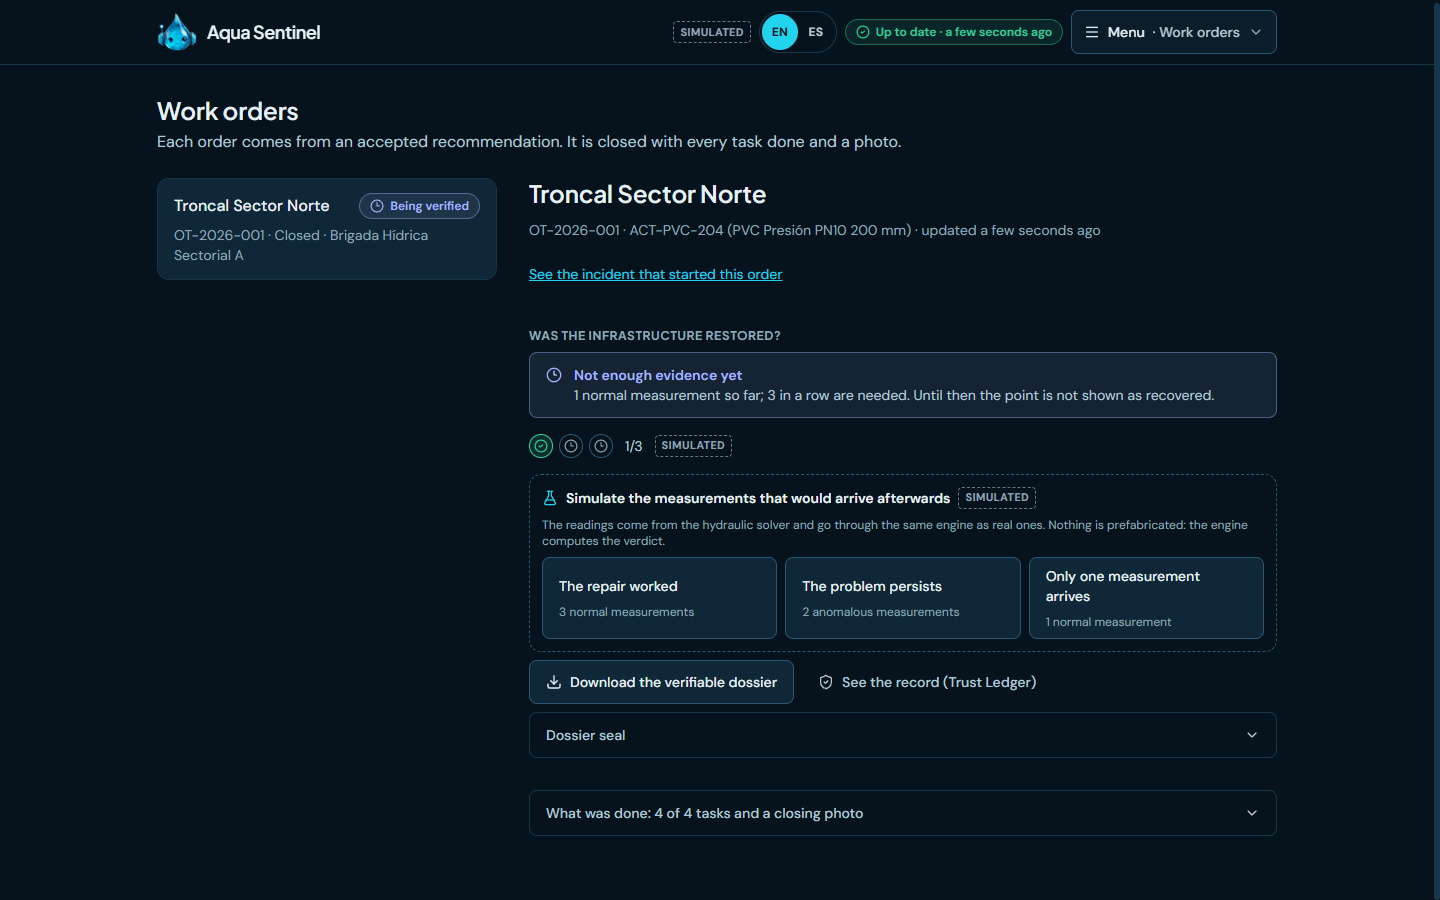 Aqua Sentinel
SIMULATED
EN
ES
Up to date · a few seconds ago
Menu · Work orders
Work orders
Each order comes from an accepted recommendation. It is closed with every task done and a photo.
Troncal Sector Norte
Being verified
OT-2026-001 · Closed · Brigada Hídrica
Sectorial A
Troncal Sector Norte
OT-2026-001 · ACT-PVC-204 (PVC Presión PN10 200 mm) · updated a few seconds ago
See the incident that started this order
WAS THE INFRASTRUCTURE RESTORED?
Not enough evidence yet
1 normal measurement so far; 3 in a row are needed. Until then the point is not shown as recovered.
1/3
SIMULATED
Simulate the measurements that would arrive afterwards
SIMULATED
The readings come from the hydraulic solver and go through the same engine as real ones. Nothing is prefabricated: the engine
computes the verdict.
The repair worked
3 normal measurements
The problem persists
2 anomalous measurements
Only one measurement
arrives
1 normal measurement
Download the verifiable dossier
See the record (Trust Ledger)
Dossier seal
What was done: 4 of 4 tasks and a closing photo